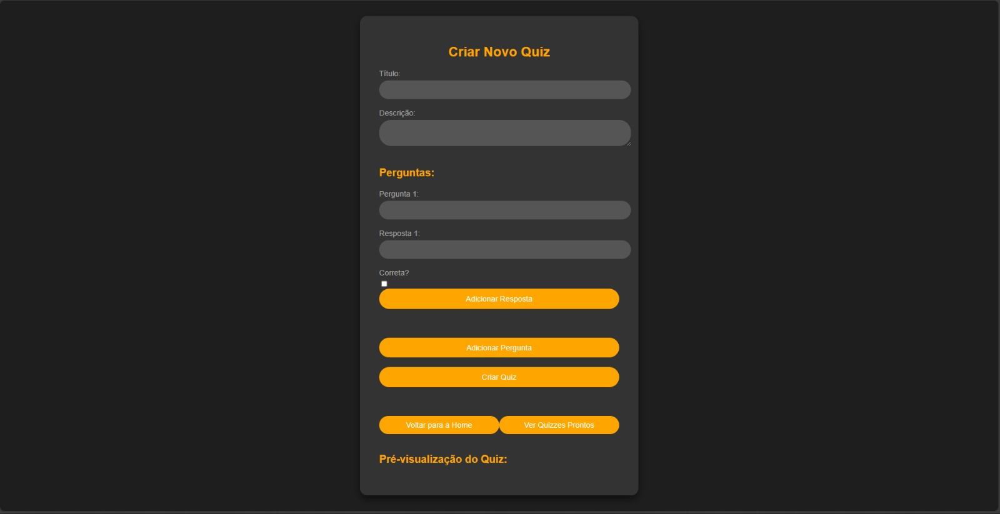 Criar Novo Quiz
Título:
Descrição:
Perguntas:
Pergunta 1:
Resposta 1:
Correta?
Adicionar Resposta
Adicionar Pergunta
Criar Quiz
Voltar para a Home Ver Quizzes Prontos
Pré-visualização do Quiz: